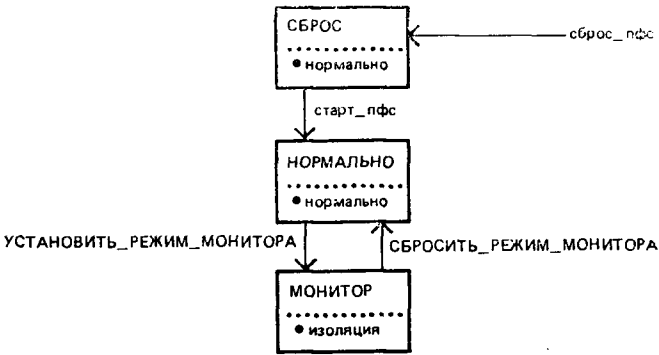 СБРОС
сброс_пфс
• нормально
старт_пфс
НОРМАЛЬНО
• нормально
УСТАНОВИТЬ_РЕЖИМ_МОНИТОРА
СБРОСИТЬ_РЕЖИМ_МОНИТОРА
МОНИТОР
• изоляция